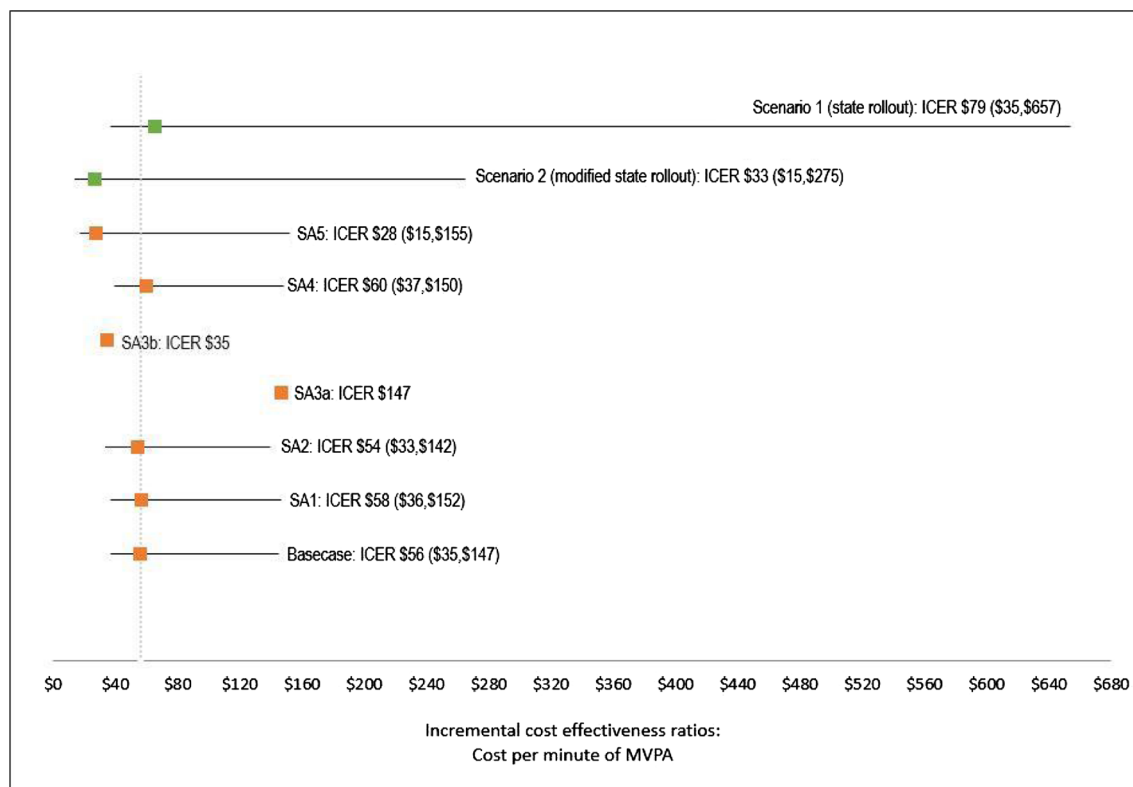 Scenario 1 (state rollout): ICER $79 ($35,$657)
Scenario 2 (modified state rollout): ICER $33 ($15,$275)
SA5: ICER $28 ($15,$155)
SA4: ICER $60 ($37,$150)
SA3b: ICER $35
SA3a: ICER $147
SA2: ICER $54 ($33,$142)
SA1: ICER $58 ($36,$152)
Basecase: ICER $56 ($35,$147)
$0 $40 $80 $120 $160 $200 $240 $280 $320 $360 $400 $440 $480 $520 $560 $600 $640 $680
Incremental cost effectiveness ratios:
Cost per minute of MVPA